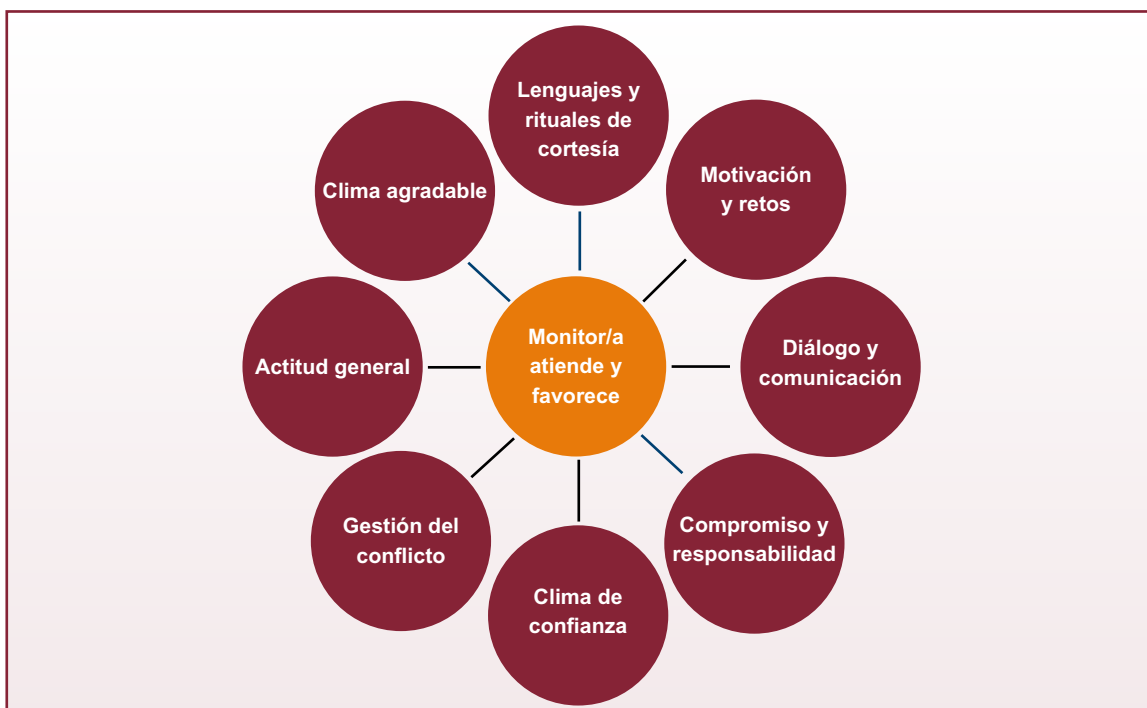 Lenguajes y
rituales de
cortesía
Motivación
y retos
Clima agradable
Diálogo y
comunicación
Monitor/a
atiende y
favorece
Actitud general
Compromiso y
responsabilidad
Gestión del
conflicto
Clima de
confianza